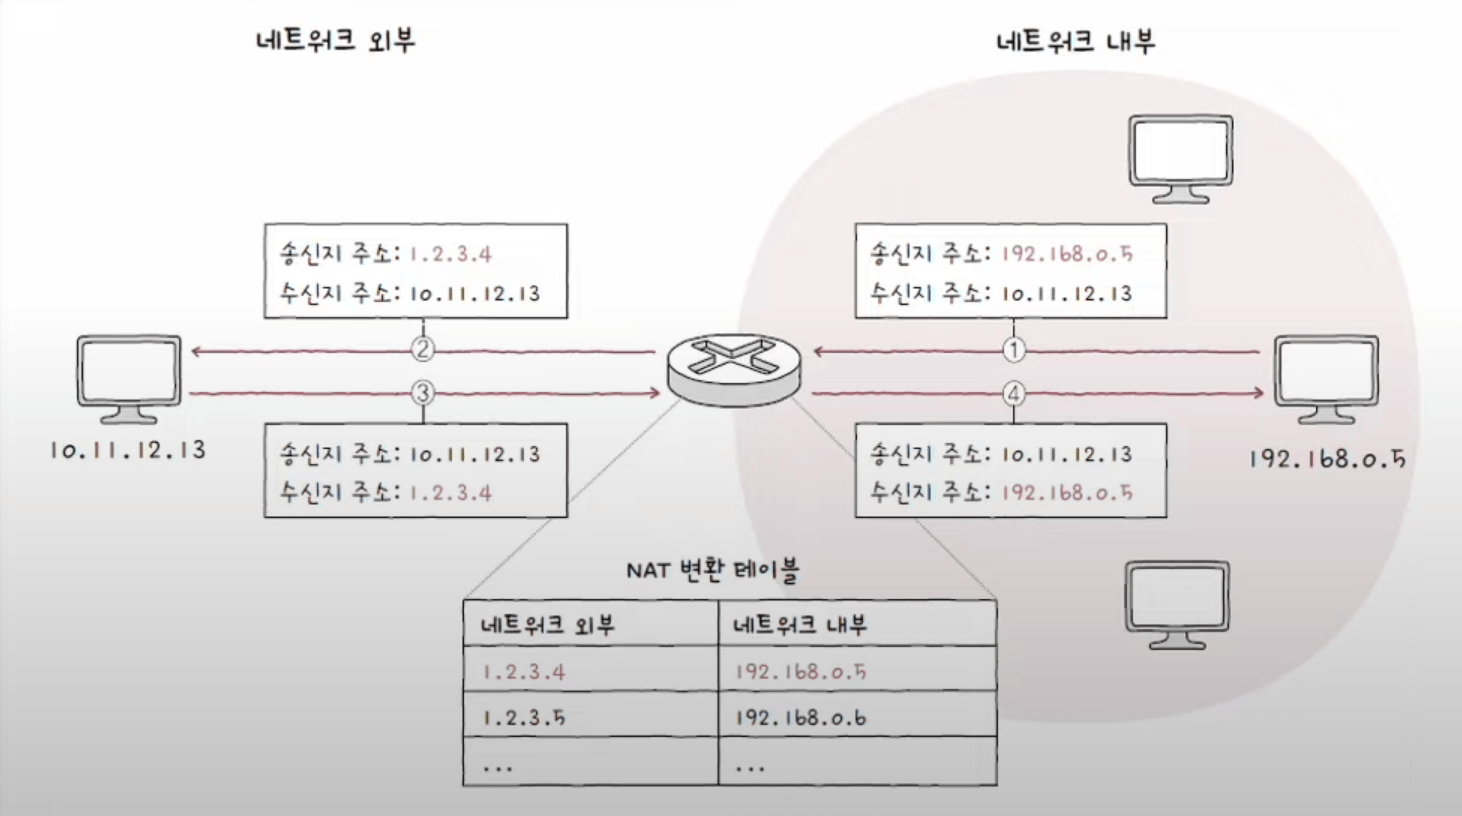 네트워크 외부
네트워크 내부
송신지 주소: 1.2.3.4
수신지 주소: 10.11.12.13
송신지 주소: 192.168.0.5
수신지 주소: 10.11.12.13
②
①
③
④
10.11.12.13
192.168.0.5
송신지 주소: 10.11.12.13
수신지 주소: 1.2.3.4
송신지 주소: 10.11.12.13
수신지 주소: 192.168.0.5
NAT 변환 테이블
네트워크 외부 네트워크 내부
1.2.3.4 192.168.0.5
1.2.3.5 192.168.0.6
... ...